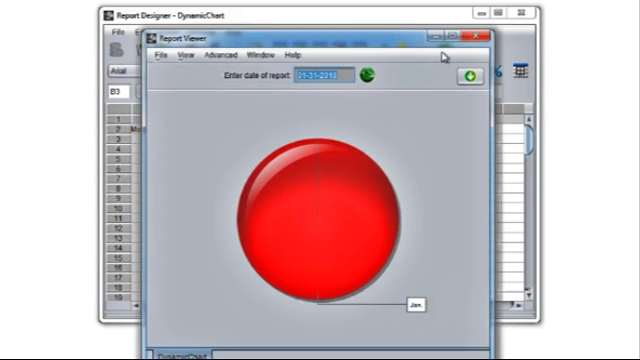 Report Designer - DynamicChart
File
Report Viewer
File View Advanced Window Help
Arial
Enter date of report: 01-31-2018
B3
1
2
3
4
5
6
7
8
9
10
11
12
13
14
15
16
17
18
19
Jan
DynamicChart